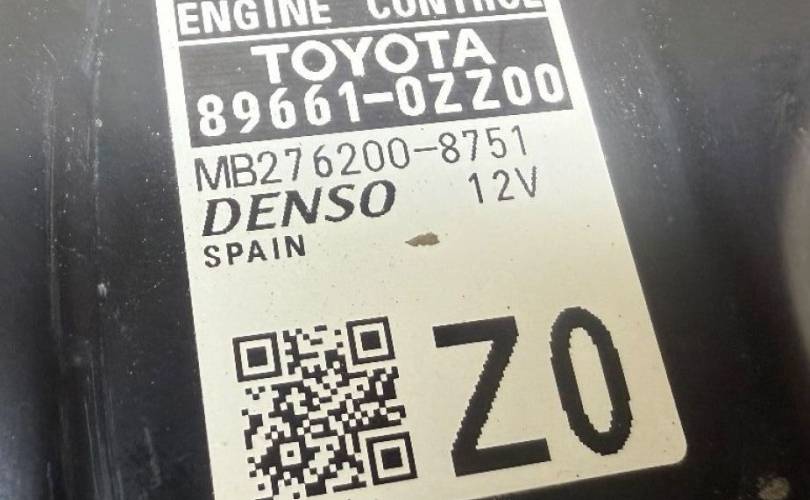 ENGINE CONTROL
TOYOTA
89661-0ZZ00
MB276200-8751
DENSO 12V
SPAIN
Z0